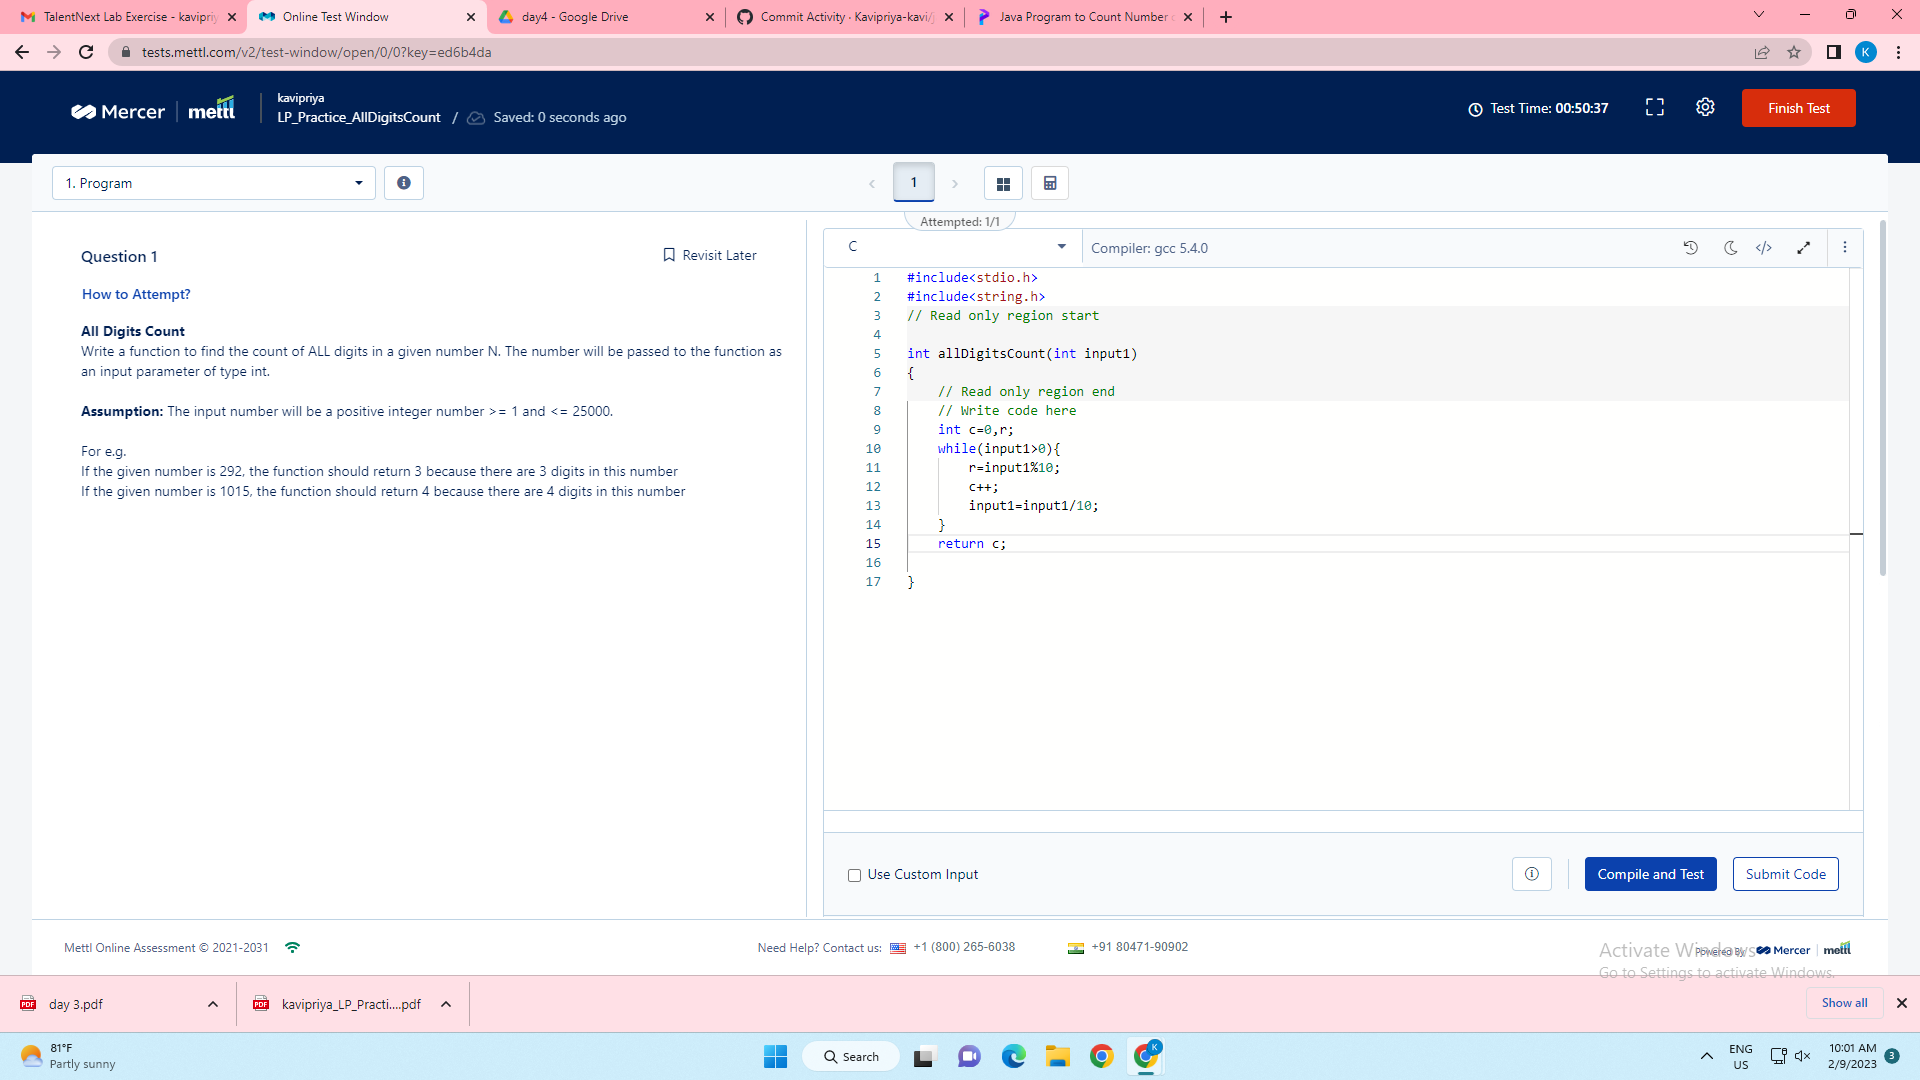 TalentNext Lab Exercise - kavipriy
Online Test Window
day4 - Google Drive
Commit Activity · Kavipriya-kavi/j
Java Program to Count Number
tests.mettl.com/v2/test-window/open/0/0?key=ed6b4da
K
Mercer
mettl
kavipriya
LP_Practice_AllDigitsCount / Saved: 0 seconds ago
Test Time: 00:50:37
Finish Test
1. Program
1
Attempted: 1/1
Question 1
Revisit Later
How to Attempt?
All Digits Count
Write a function to find the count of ALL digits in a given number N. The number will be passed to the function as
an input parameter of type int.
Assumption: The input number will be a positive integer number >= 1 and <= 25000.
For e.g.
If the given number is 292, the function should return 3 because there are 3 digits in this number
If the given number is 1015, the function should return 4 because there are 4 digits in this number
C
Compiler: gcc 5.4.0
1 #include<stdio.h>
2 #include<string.h>
3 // Read only region start
4
5 int allDigitsCount(int input1)
6 {
7 // Read only region end
8 // Write code here
9 int c=0,r;
10 while(input1>0){
11 r=input1%10;
12 c++;
13 input1=input1/10;
14 }
15 return c;
16
17 }
Use Custom Input
Compile and Test
Submit Code
Mettl Online Assessment © 2021-2031
Need Help? Contact us: +1 (800) 265-6038
+91 80471-90902
Powered By Mercer mettl
Activate Windows
Go to Settings to activate Windows.
PDF day 3.pdf
PDF kavipriya_LP_Practi....pdf
Show all
81°F
Partly sunny
Search
K
ENG
US
10:01 AM
2/9/2023
3